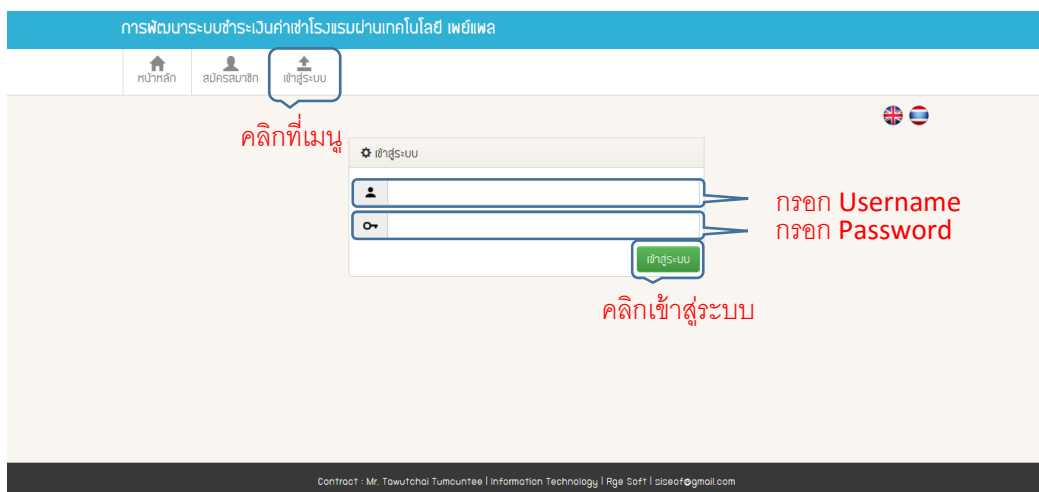 การพัฒนาระบบชำระเงินค่าเช่าโรงแรมผ่านเทคโนโลยี เพย์แพล
หน้าหลัก
สมัครสมาชิก
เข้าสู่ระบบ
คลิกที่เมนู
เข้าสู่ระบบ
กรอก Username
กรอก Password
เข้าสู่ระบบ
คลิกเข้าสู่ระบบ
Contract : Mr. Tawutchai Tumcuntee | Information Technology | Rge Soft | siseof@gmail.com